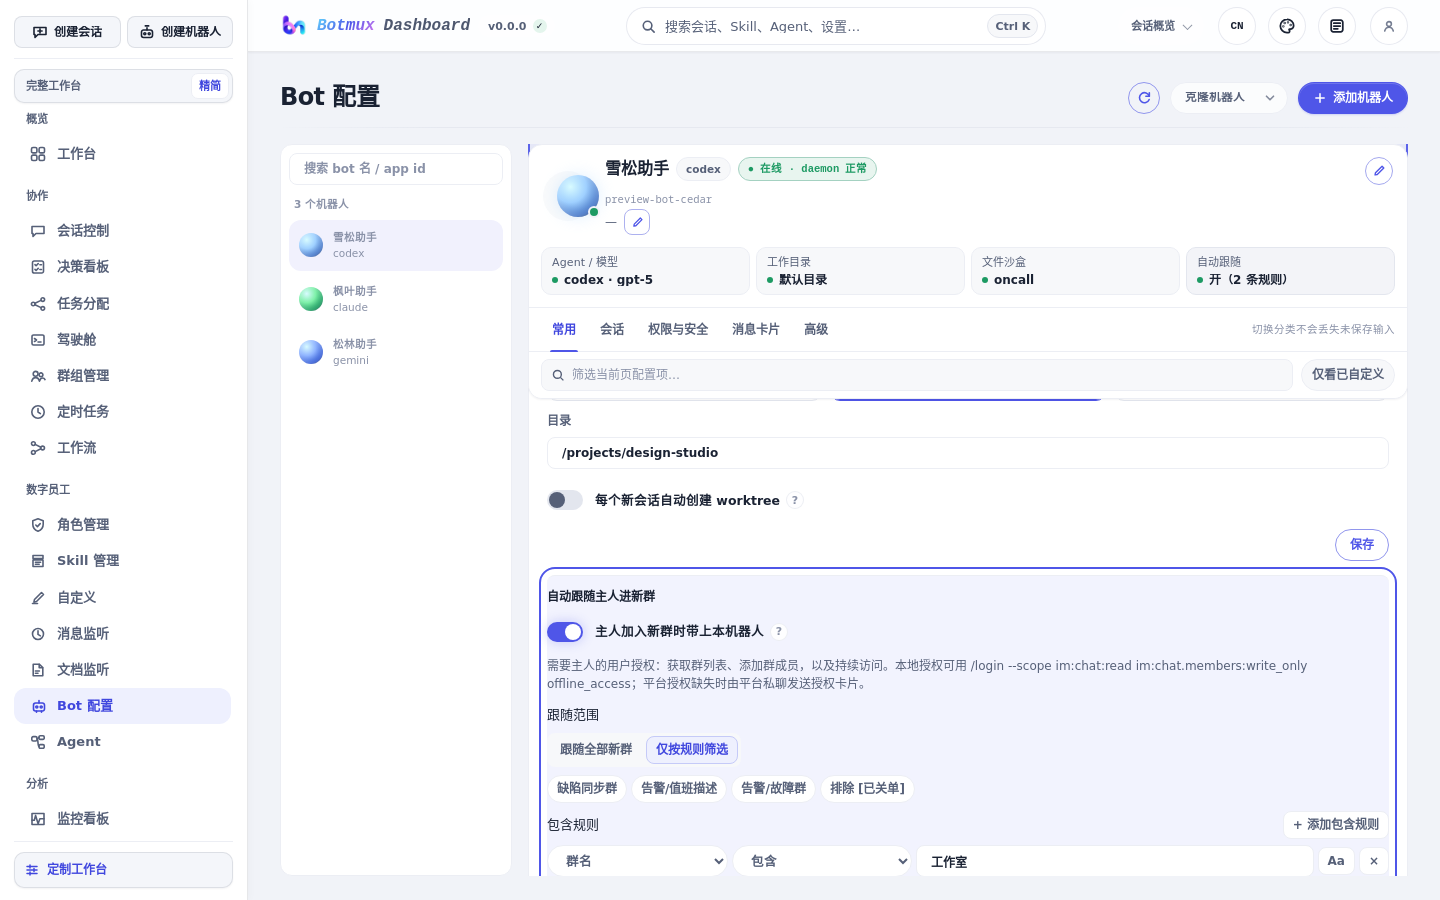 创建会话
创建机器人
完整工作台
精简
概览
工作台
协作
会话控制
决策看板
任务分配
驾驶舱
群组管理
定时任务
工作流
数字员工
角色管理
Skill 管理
自定义
消息监听
文档监听
Bot 配置
Agent
分析
监控看板
定制工作台
Botmux Dashboard
v0.0.0 ✓
搜索会话、Skill、Agent、设置…
Ctrl K
会话概览
CN
Bot 配置
克隆机器人
+ 添加机器人
搜索 bot 名 / app id
3 个机器人
雪松助手
codex
枫叶助手
claude
松林助手
gemini
雪松助手
codex
● 在线 · daemon 正常
preview-bot-cedar
—
Agent / 模型
codex · gpt-5
工作目录
默认目录
文件沙盒
oncall
自动跟随
开（2 条规则）
常用
会话
权限与安全
消息卡片
高级
切换分类不会丢失未保存输入
筛选当前页配置项…
仅看已自定义
目录
/projects/design-studio
每个新会话自动创建 worktree ?
保存
自动跟随主人进新群
主人加入新群时带上本机器人 ?
需要主人的用户授权：获取群列表、添加群成员，以及持续访问。本地授权可用 /login --scope im:chat:read im:chat.members:write_only
offline_access；平台授权缺失时由平台私聊发送授权卡片。
跟随范围
跟随全部新群
仅按规则筛选
缺陷同步群
告警/值班描述
告警/故障群
排除 [已关单]
包含规则
+ 添加包含规则
群名
包含
工作室
Aa
×